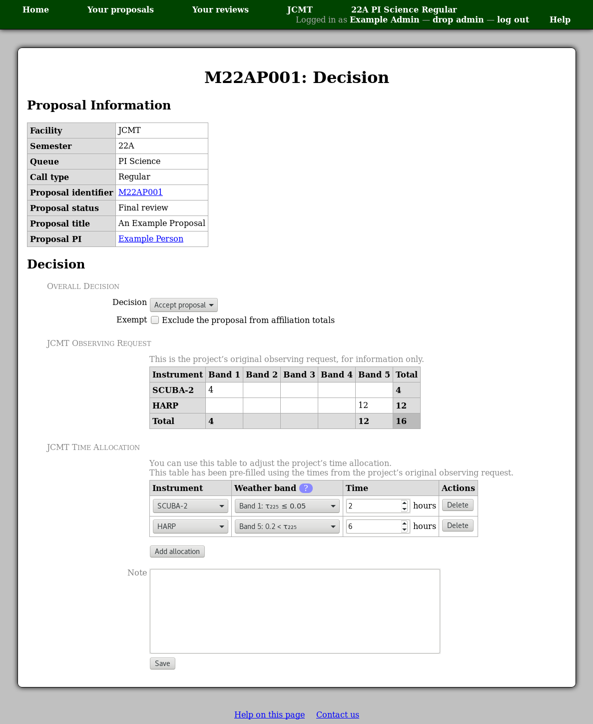 Home Your proposals Your reviews JCMT 22A PI Science Regular
Logged in as Example Admin — drop admin — log out Help
M22AP001: Decision
Proposal Information
Facility JCMT
Semester 22A
Queue PI Science
Call type Regular
Proposal identifier M22AP001
Proposal status Final review
Proposal title An Example Proposal
Proposal PI Example Person
Decision
Overall Decision
Decision Accept proposal
Exempt Exclude the proposal from affiliation totals
JCMT Observing Request
This is the project's original observing request, for information only.
Instrument Band 1 Band 2 Band 3 Band 4 Band 5 Total
SCUBA-2 4 4
HARP 12 12
Total 4 12 16
JCMT Time Allocation
You can use this table to adjust the project's time allocation.
This table has been pre-filled using the times from the project's original observing request.
Instrument Weather band ? Time Actions
SCUBA-2 Band 1: τ₂₂₅ ≤ 0.05 2 hours Delete
HARP Band 5: 0.2 < τ₂₂₅ 6 hours Delete
Add allocation
Note
Save
Help on this page Contact us